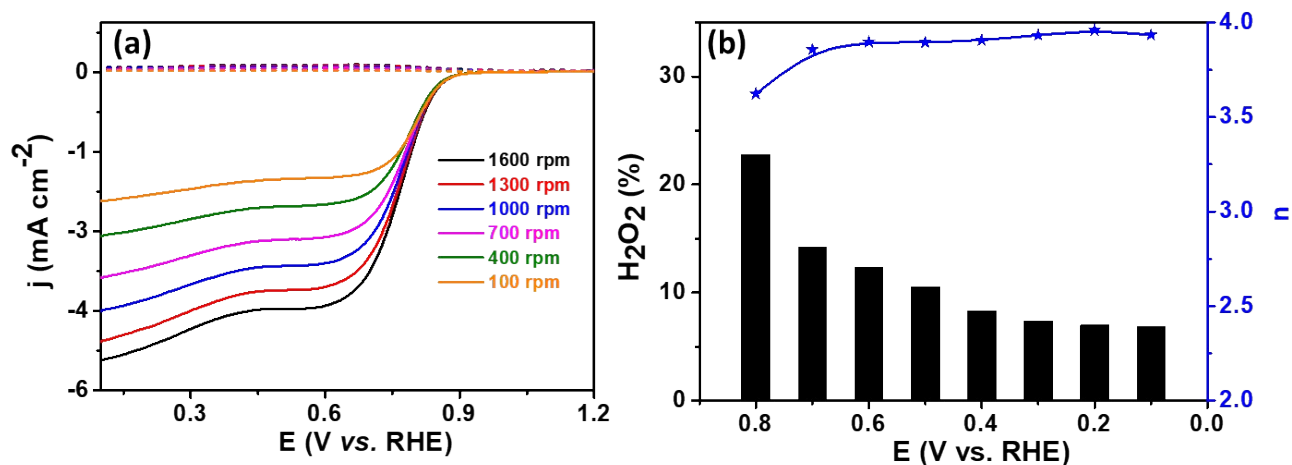 (a)
0
-1
-3
-4
-6
j (mA cm⁻²)
0.3
0.6
0.9
1.2
E (V vs. RHE)
1600 rpm
1300 rpm
1000 rpm
700 rpm
400 rpm
100 rpm
(b)
30
20
10
0
H₂O₂ (%)
0.8
0.6
0.4
0.2
0.0
E (V vs. RHE)
4.0
3.5
3.0
2.5
2.0
n